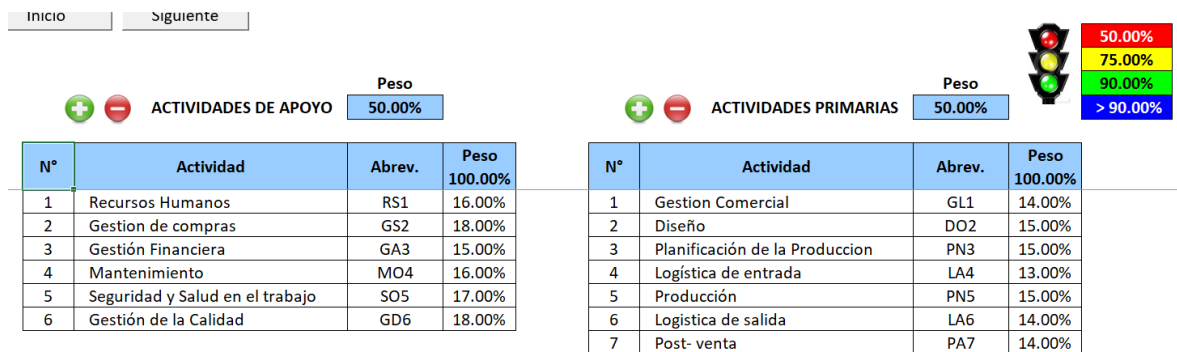 Inicio Siguiente
50.00%
75.00%
90.00%
> 90.00%
Peso
ACTIVIDADES DE APOYO 50.00%
Peso
ACTIVIDADES PRIMARIAS 50.00%
N° Actividad Abrev. Peso 100.00%
1 Recursos Humanos RS1 16.00%
2 Gestion de compras GS2 18.00%
3 Gestión Financiera GA3 15.00%
4 Mantenimiento MO4 16.00%
5 Seguridad y Salud en el trabajo SO5 17.00%
6 Gestión de la Calidad GD6 18.00%
N° Actividad Abrev. Peso 100.00%
1 Gestion Comercial GL1 14.00%
2 Diseño DO2 15.00%
3 Planificación de la Produccion PN3 15.00%
4 Logística de entrada LA4 13.00%
5 Producción PN5 15.00%
6 Logistica de salida LA6 14.00%
7 Post- venta PA7 14.00%